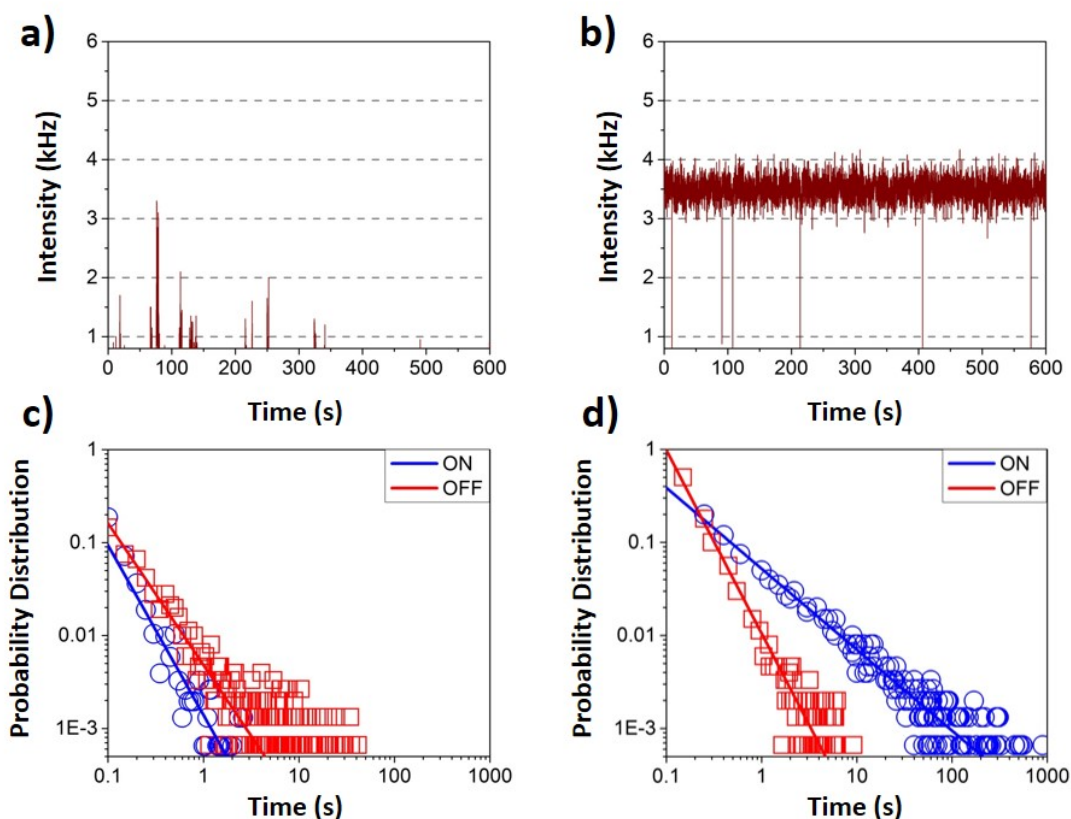 a)
Intensity (kHz)
6
5
4
3
2
1
0 100 200 300 400 500 600
Time (s)
b)
Intensity (kHz)
6
5
4
3
2
1
0 100 200 300 400 500 600
Time (s)
c)
Probability Distribution
1
0.1
0.01
1E-3
ON
OFF
0.1 1 10 100 1000
Time (s)
d)
Probability Distribution
1
0.1
0.01
1E-3
ON
OFF
0.1 1 10 100 1000
Time (s)